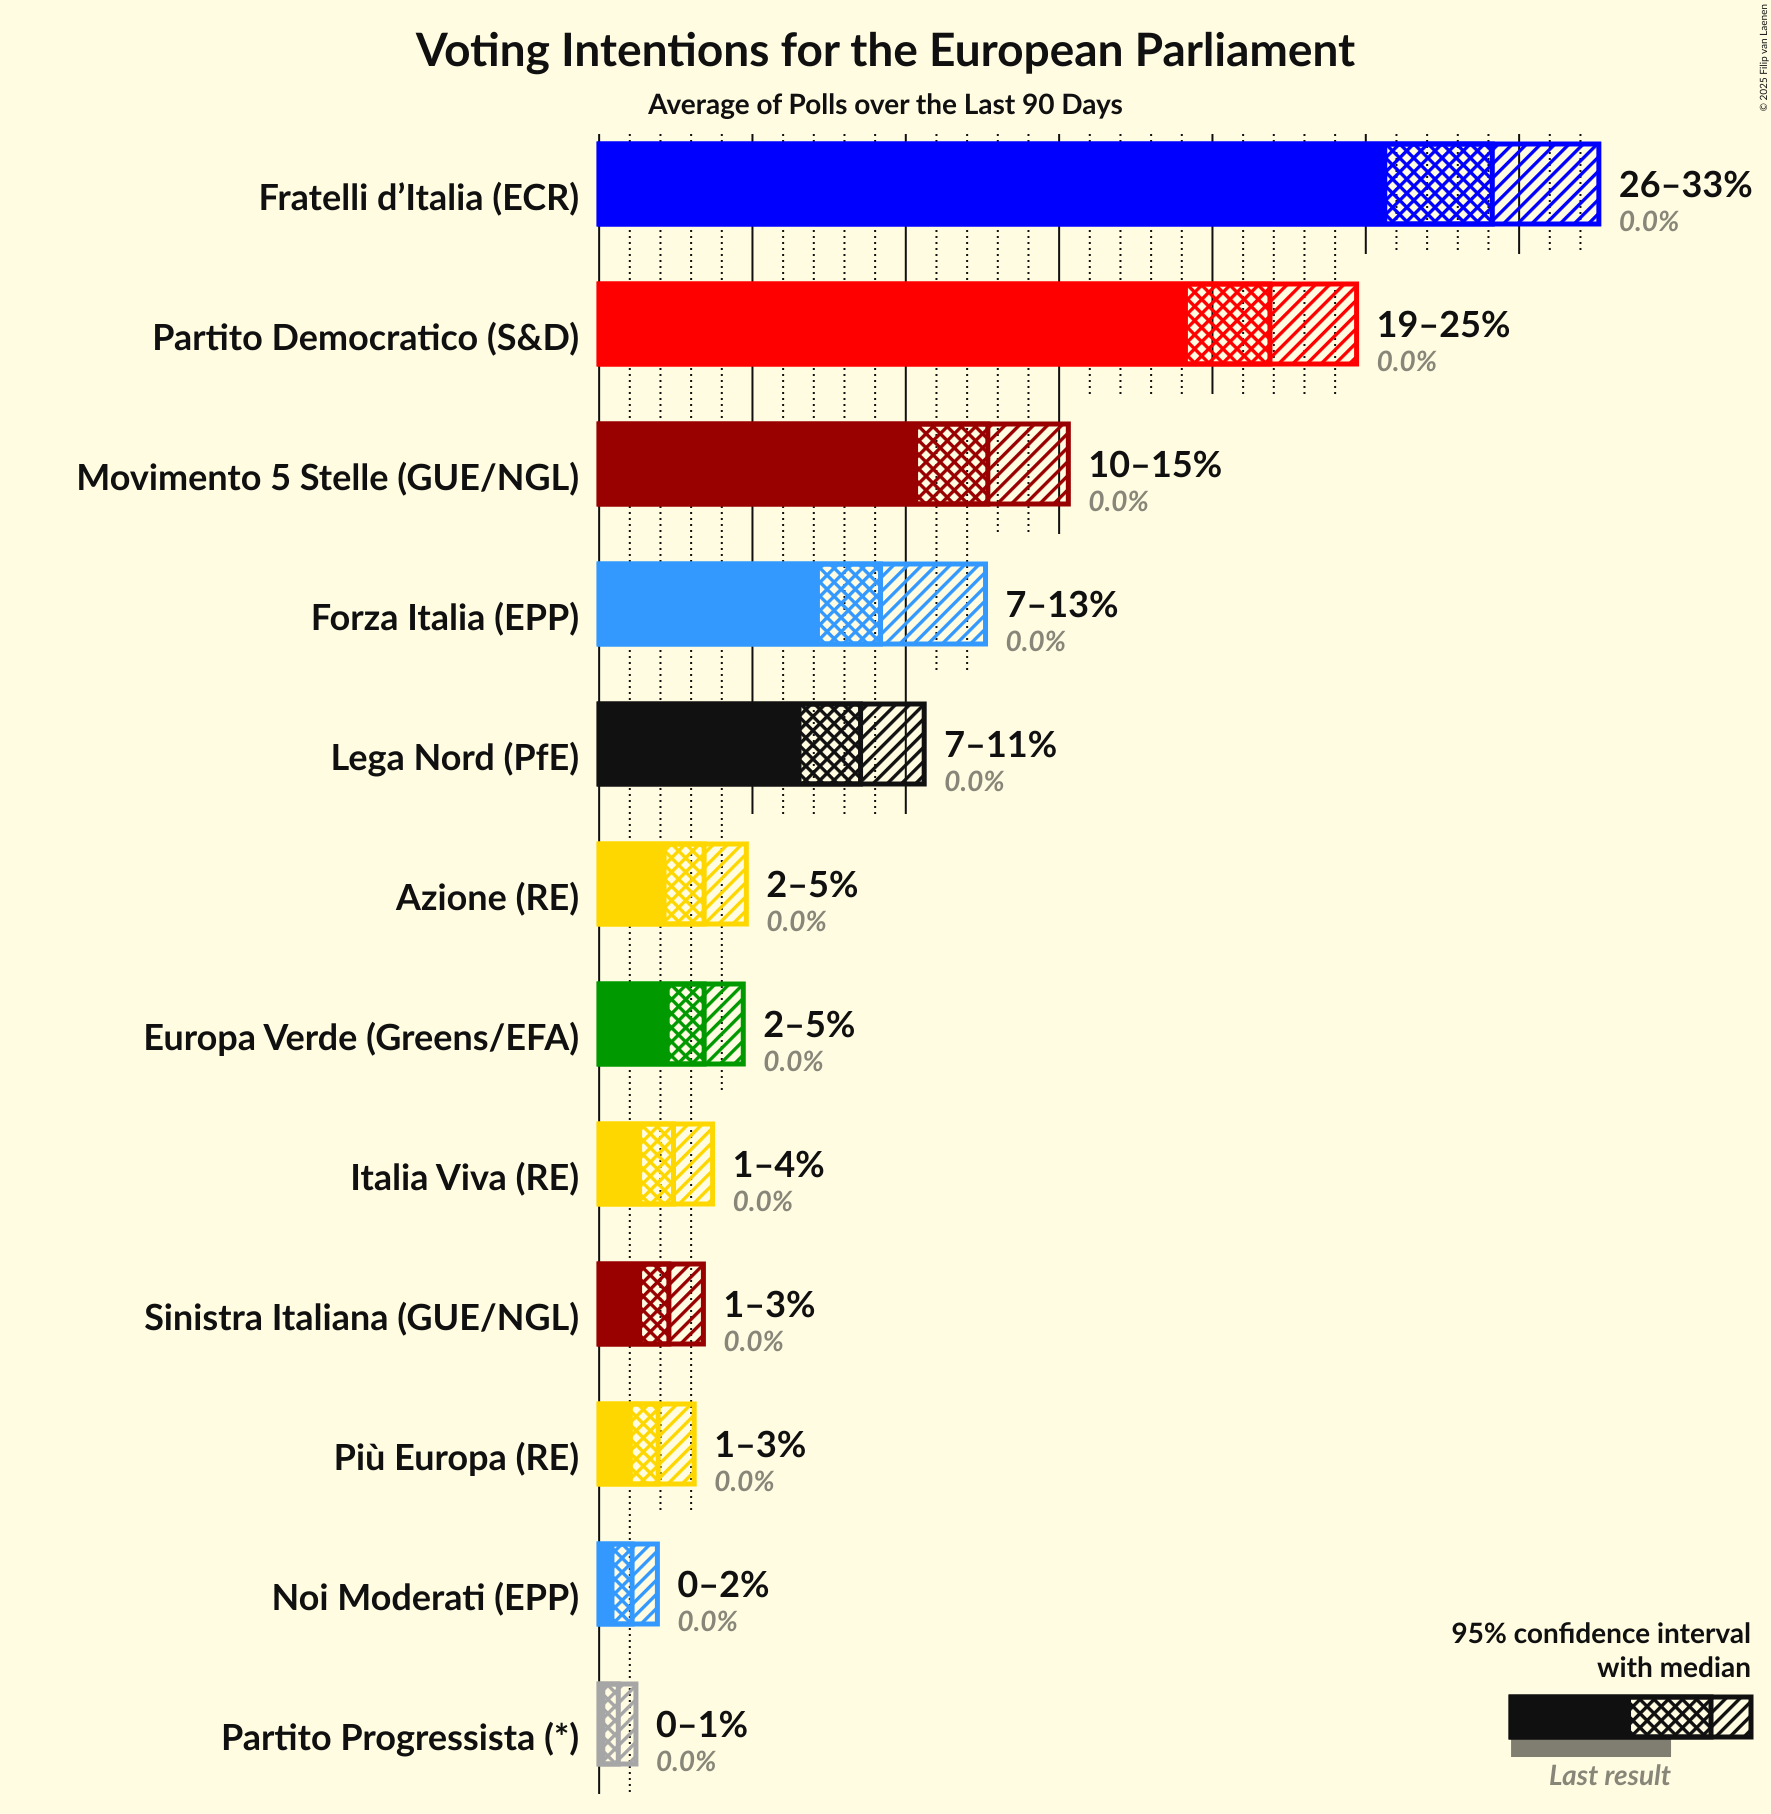 © 2025 Filip van Laenen
Voting Intentions for the European Parliament
Average of Polls over the Last 90 Days
Fratelli d’Italia (ECR)
26–33%
0.0%
Partito Democratico (S&D)
19–25%
0.0%
Movimento 5 Stelle (GUE/NGL)
10–15%
0.0%
Forza Italia (EPP)
7–13%
0.0%
Lega Nord (PfE)
7–11%
0.0%
Azione (RE)
2–5%
0.0%
Europa Verde (Greens/EFA)
2–5%
0.0%
Italia Viva (RE)
1–4%
0.0%
Sinistra Italiana (GUE/NGL)
1–3%
0.0%
Più Europa (RE)
1–3%
0.0%
Noi Moderati (EPP)
0–2%
0.0%
Partito Progressista (*)
0–1%
0.0%
95% confidence interval
with median
Last result